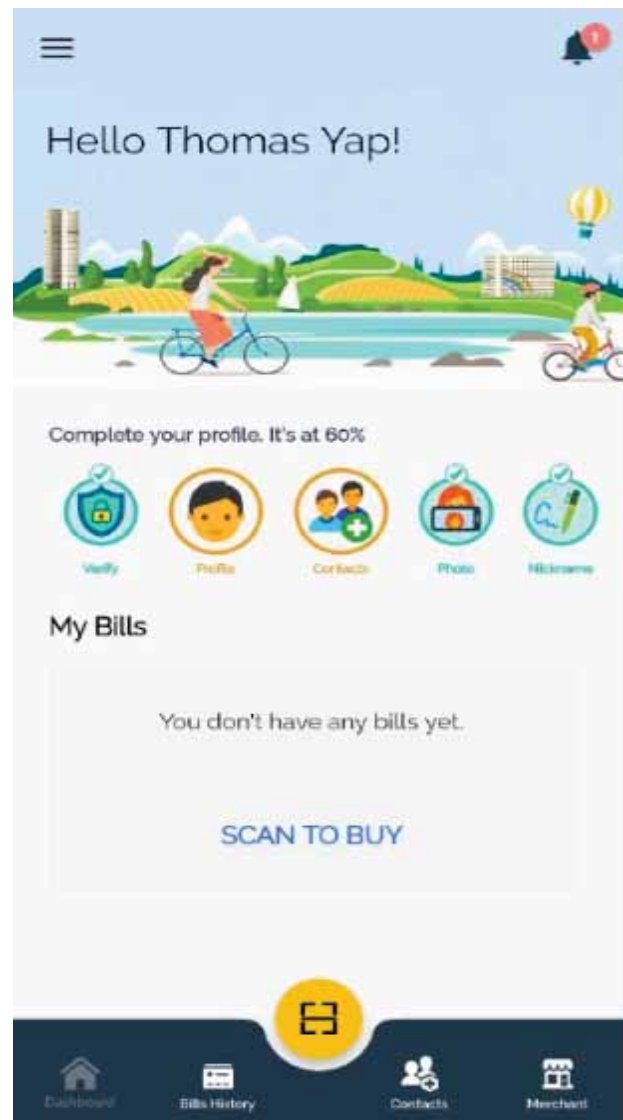 1
Hello Thomas Yap!
Complete your profile. It's at 60%
Verify Profile Contacts Photo Nickname
My Bills
You don't have any bills yet.
SCAN TO BUY
Dashboard Bills History Contacts Merchant